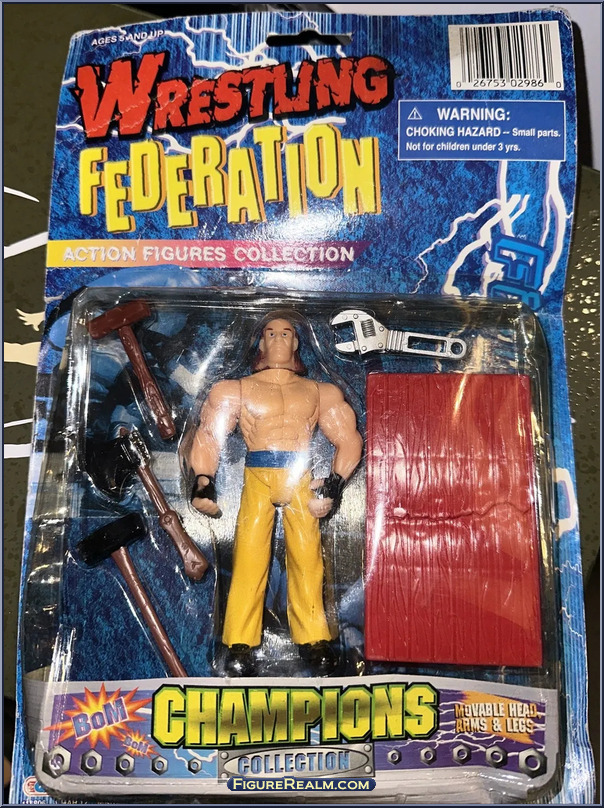 AGES 5 AND UP
WRESTLING
FEDERATION
ACTION FIGURES COLLECTION
0 26753 02986 0
⚠ WARNING:
CHOKING HAZARD – Small parts.
Not for children under 3 yrs.
BOM
BOM
CHAMPIONS
COLLECTION
MOVABLE HEAD
ARMS & LEGS
FIGUREREALM.COM